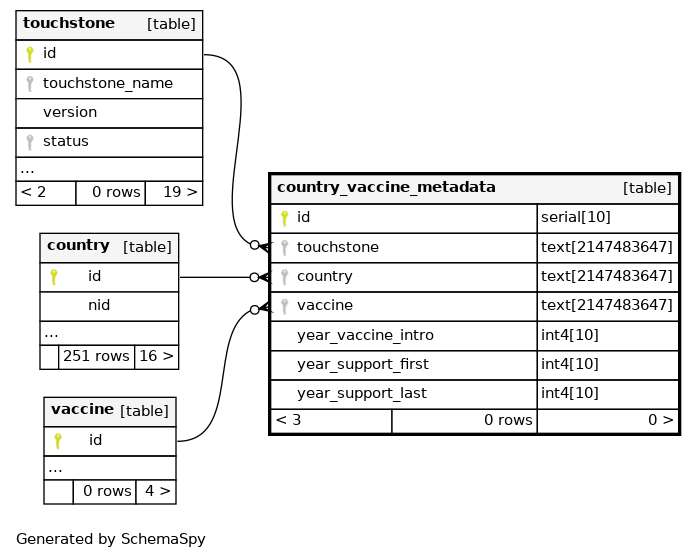 touchstone [table]
id
touchstone_name
version
status
...
< 2 0 rows 19 >
country [table]
id
nid
...
251 rows 16 >
vaccine [table]
id
...
0 rows 4 >
country_vaccine_metadata [table]
id serial[10]
touchstone text[2147483647]
country text[2147483647]
vaccine text[2147483647]
year_vaccine_intro int4[10]
year_support_first int4[10]
year_support_last int4[10]
< 3 0 rows 0 >
Generated by SchemaSpy